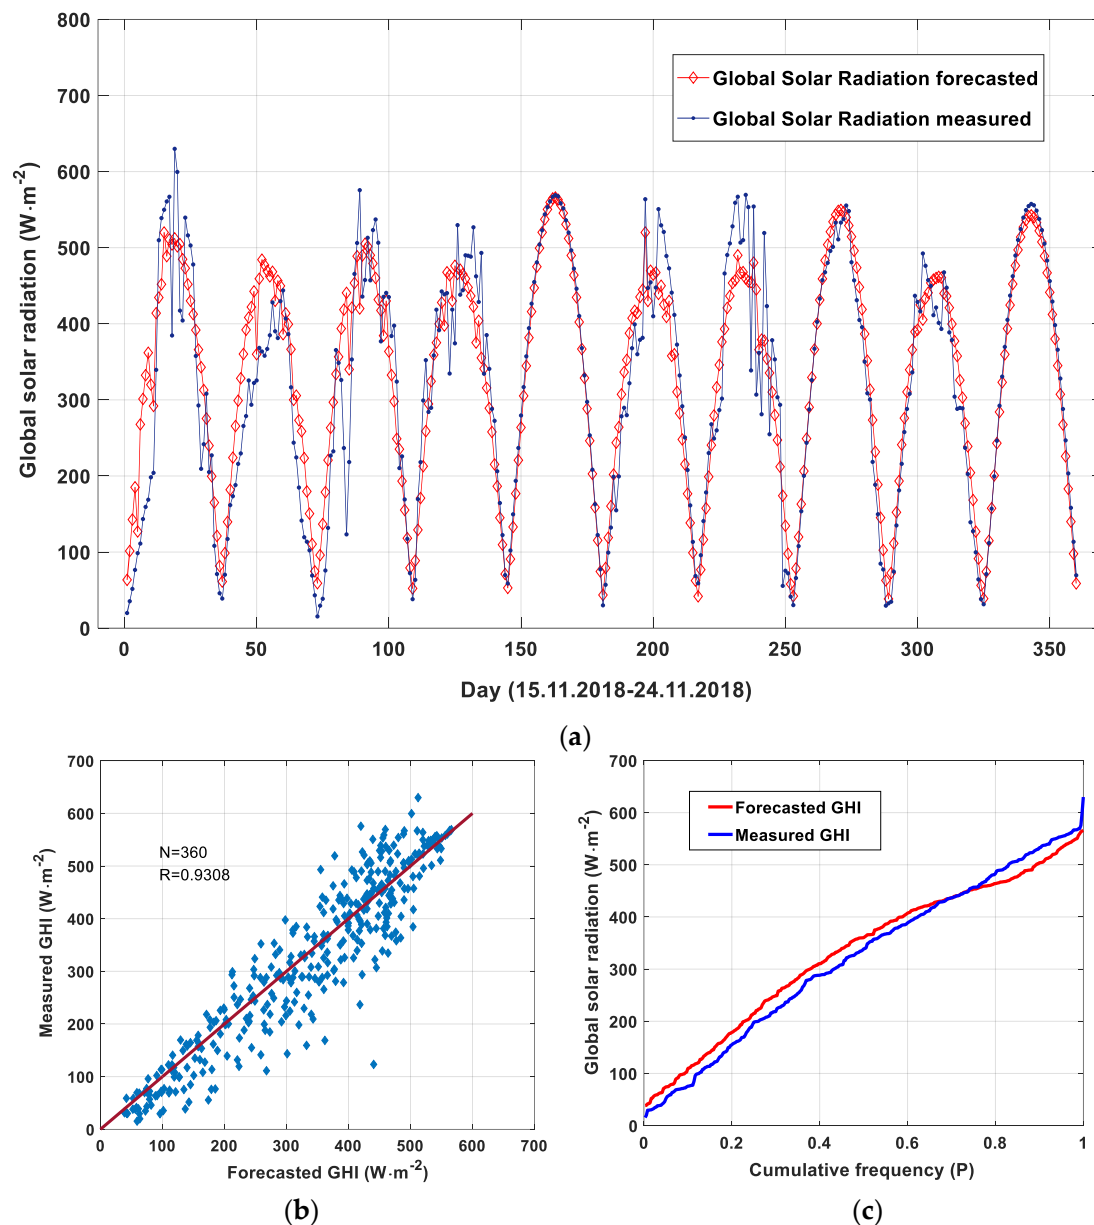 800
700
600
500
400
300
200
100
0
Global solar radiation (W·m⁻²)
Global Solar Radiation forecasted
Global Solar Radiation measured
0 50 100 150 200 250 300 350
Day (15.11.2018-24.11.2018)
(a)
700
600
500
400
300
200
100
0
Measured GHI (W·m⁻²)
N=360
R=0.9308
0 100 200 300 400 500 600 700
Forecasted GHI (W·m⁻²)
(b)
700
600
500
400
300
200
100
0
Global solar radiation (W·m⁻²)
Forecasted GHI
Measured GHI
0 0.2 0.4 0.6 0.8 1
Cumulative frequency (P)
(c)